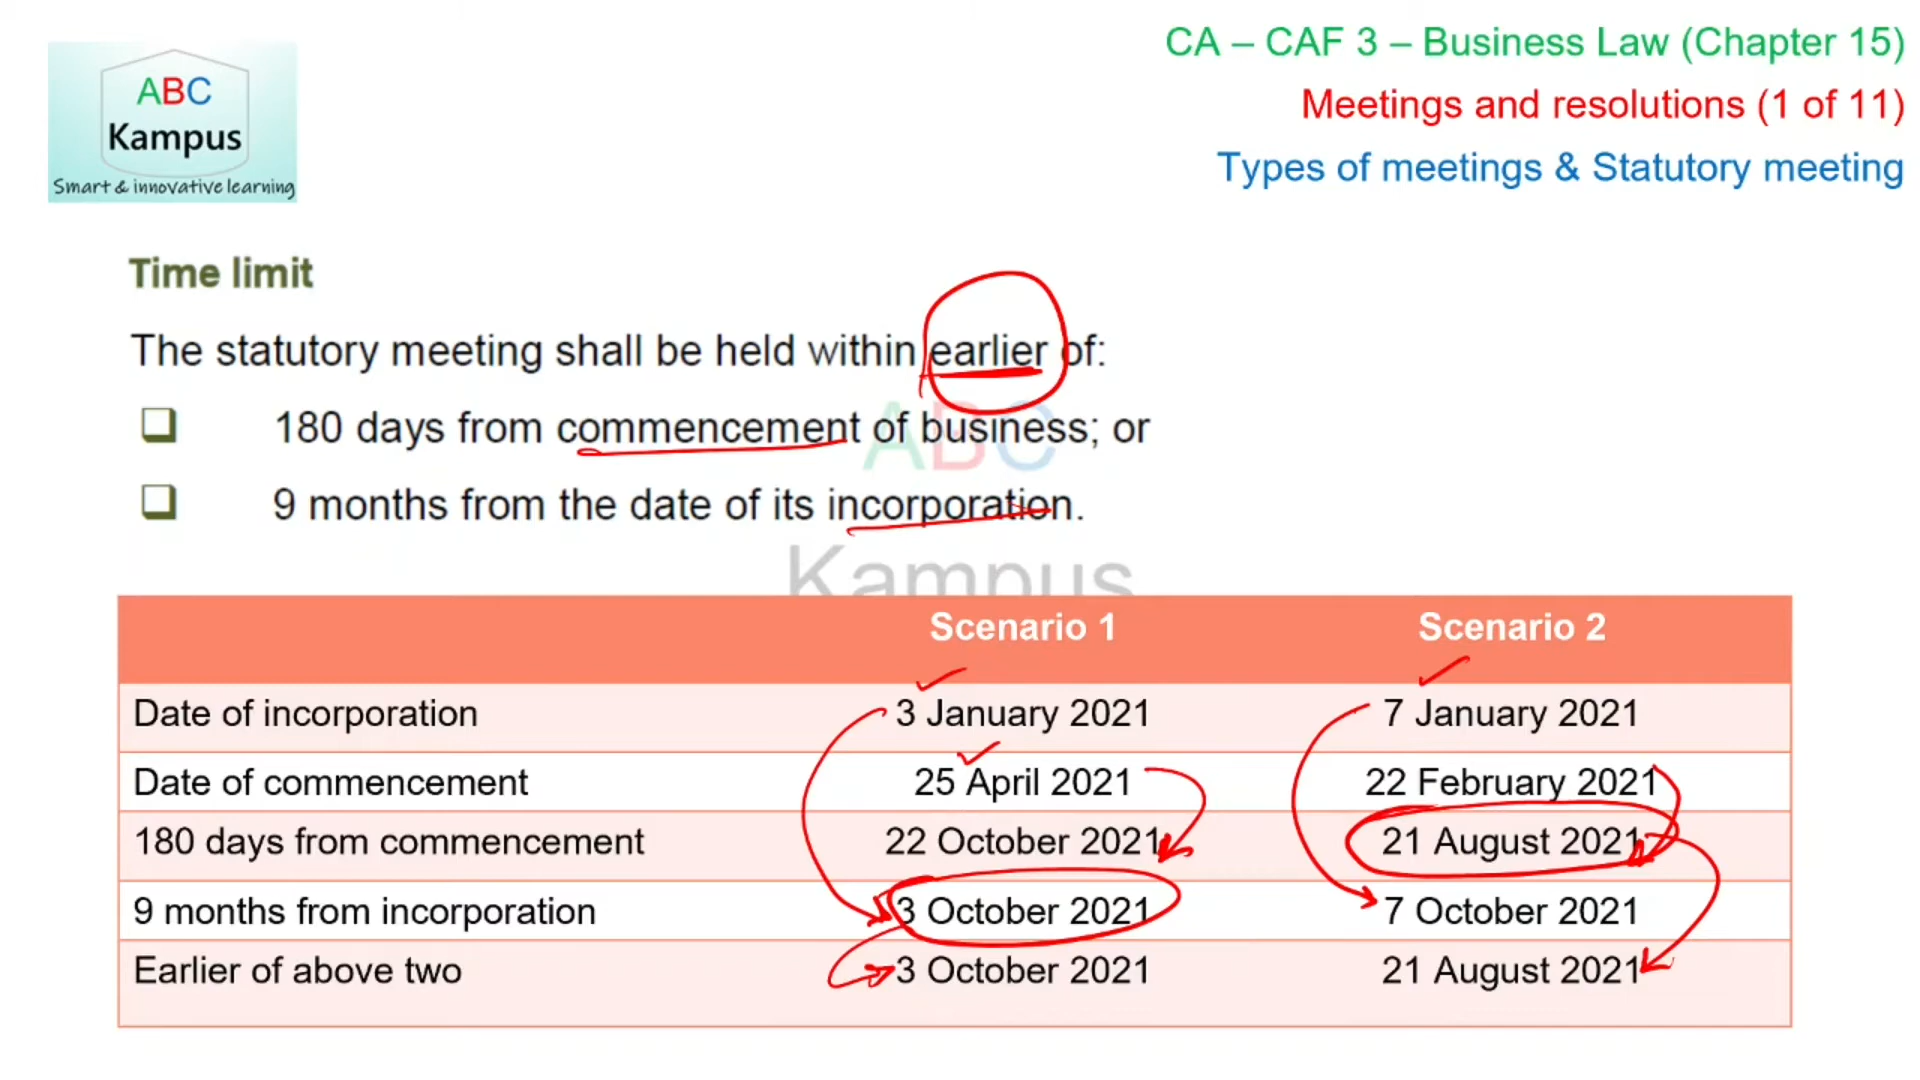 ABC
Kampus
Smart & innovative learning
CA – CAF 3 – Business Law (Chapter 15)
Meetings and resolutions (1 of 11)
Types of meetings & Statutory meeting
Time limit
The statutory meeting shall be held within earlier of:
180 days from commencement of business; or
9 months from the date of its incorporation.
ABC
Kampus
Scenario 1 Scenario 2
Date of incorporation 3 January 2021 7 January 2021
Date of commencement 25 April 2021 22 February 2021
180 days from commencement 22 October 2021 21 August 2021
9 months from incorporation 3 October 2021 7 October 2021
Earlier of above two 3 October 2021 21 August 2021